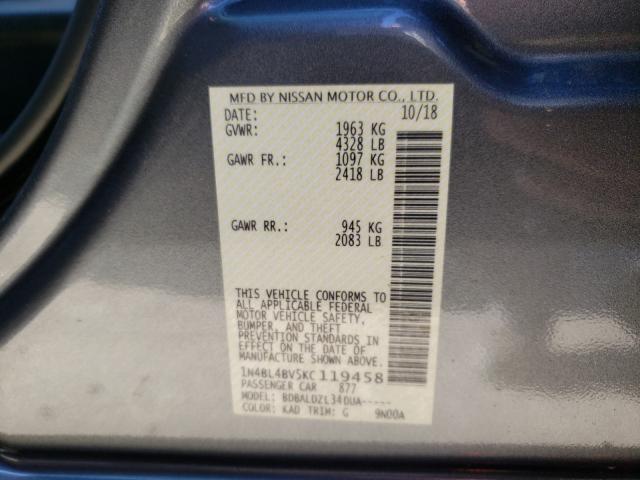 MFD BY NISSAN MOTOR CO., LTD.
DATE: 10/18
GVWR: 1963 KG
4328 LB
GAWR FR.: 1097 KG
2418 LB
GAWR RR.: 945 KG
2083 LB
THIS VEHICLE CONFORMS TO
ALL APPLICABLE FEDERAL
MOTOR VEHICLE SAFETY,
BUMPER, AND THEFT
PREVENTION STANDARDS IN
EFFECT ON THE DATE OF
MANUFACTURE SHOWN ABOVE.
1N4BL4BV5KC119458
PASSENGER CAR 877
MODEL: BDBALDZL34DUA-----
COLOR: KAD TRIM: G 9N00A